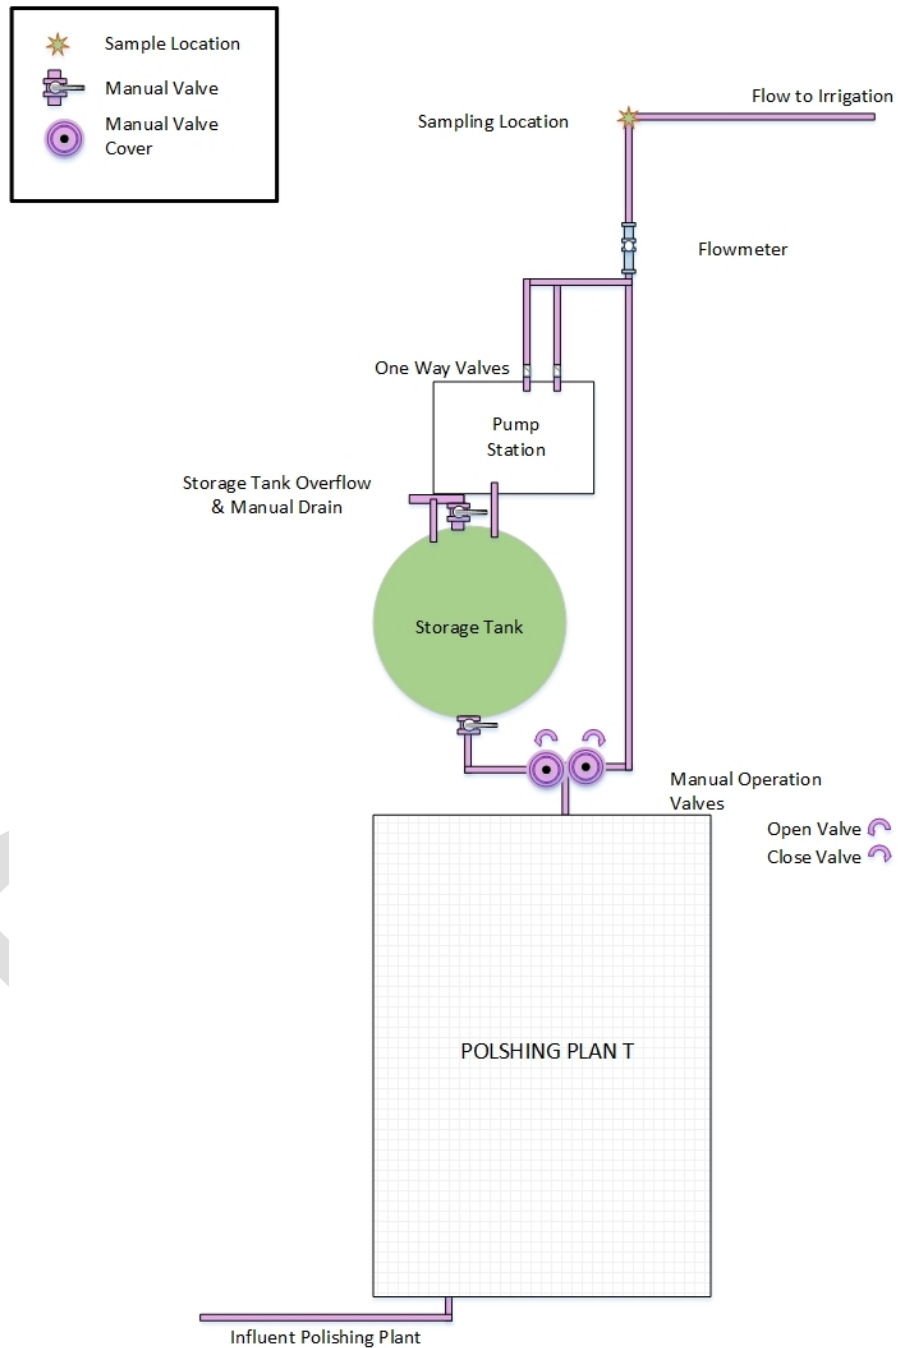 Sample Location
Manual Valve
Manual Valve
Cover
Flow to Irrigation
Sampling Location
Flowmeter
One Way Valves
Pump
Station
Storage Tank Overflow
& Manual Drain
Storage Tank
Manual Operation
Valves
Open Valve
Close Valve
POLSHING PLAN T
Influent Polishing Plant